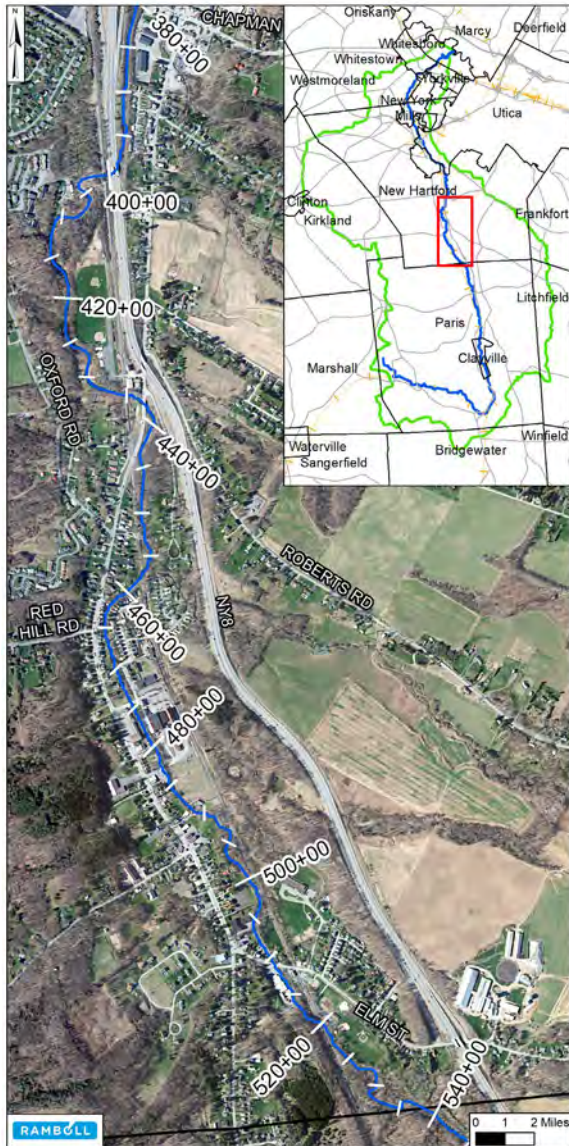 N
CHAPMAN
380+00
400+00
420+00
OXFORD RD
440+00
ROBERTS RD
NY8
RED
HILL RD
460+00
480+00
500+00
ELM ST
520+00
540+00
RAMBOLL
0 1 2 Miles
Oriskany
Marcy
Deerfield
Whitesboro
Whitestown
Westmoreland
Yorkville
New York
Mills
Utica
New Hartford
Clinton
Kirkland
Frankfort
Litchfield
Paris
Clayville
Marshall
Waterville
Sangerfield
Bridgewater
Winfield